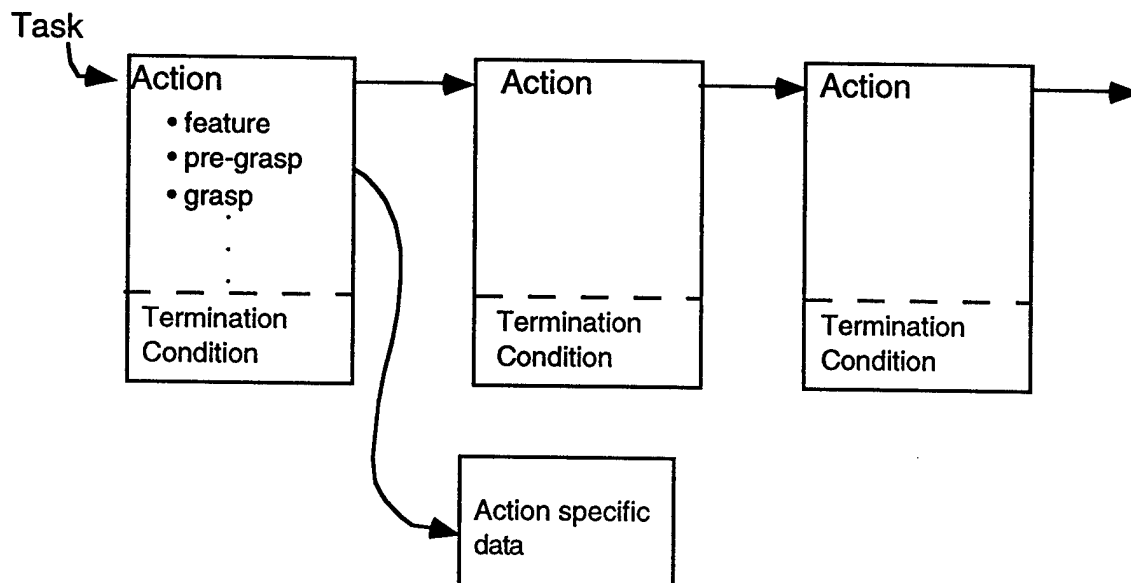 Task
Action
• feature
• pre-grasp
• grasp
Termination
Condition
Action
Termination
Condition
Action
Termination
Condition
Action specific
data